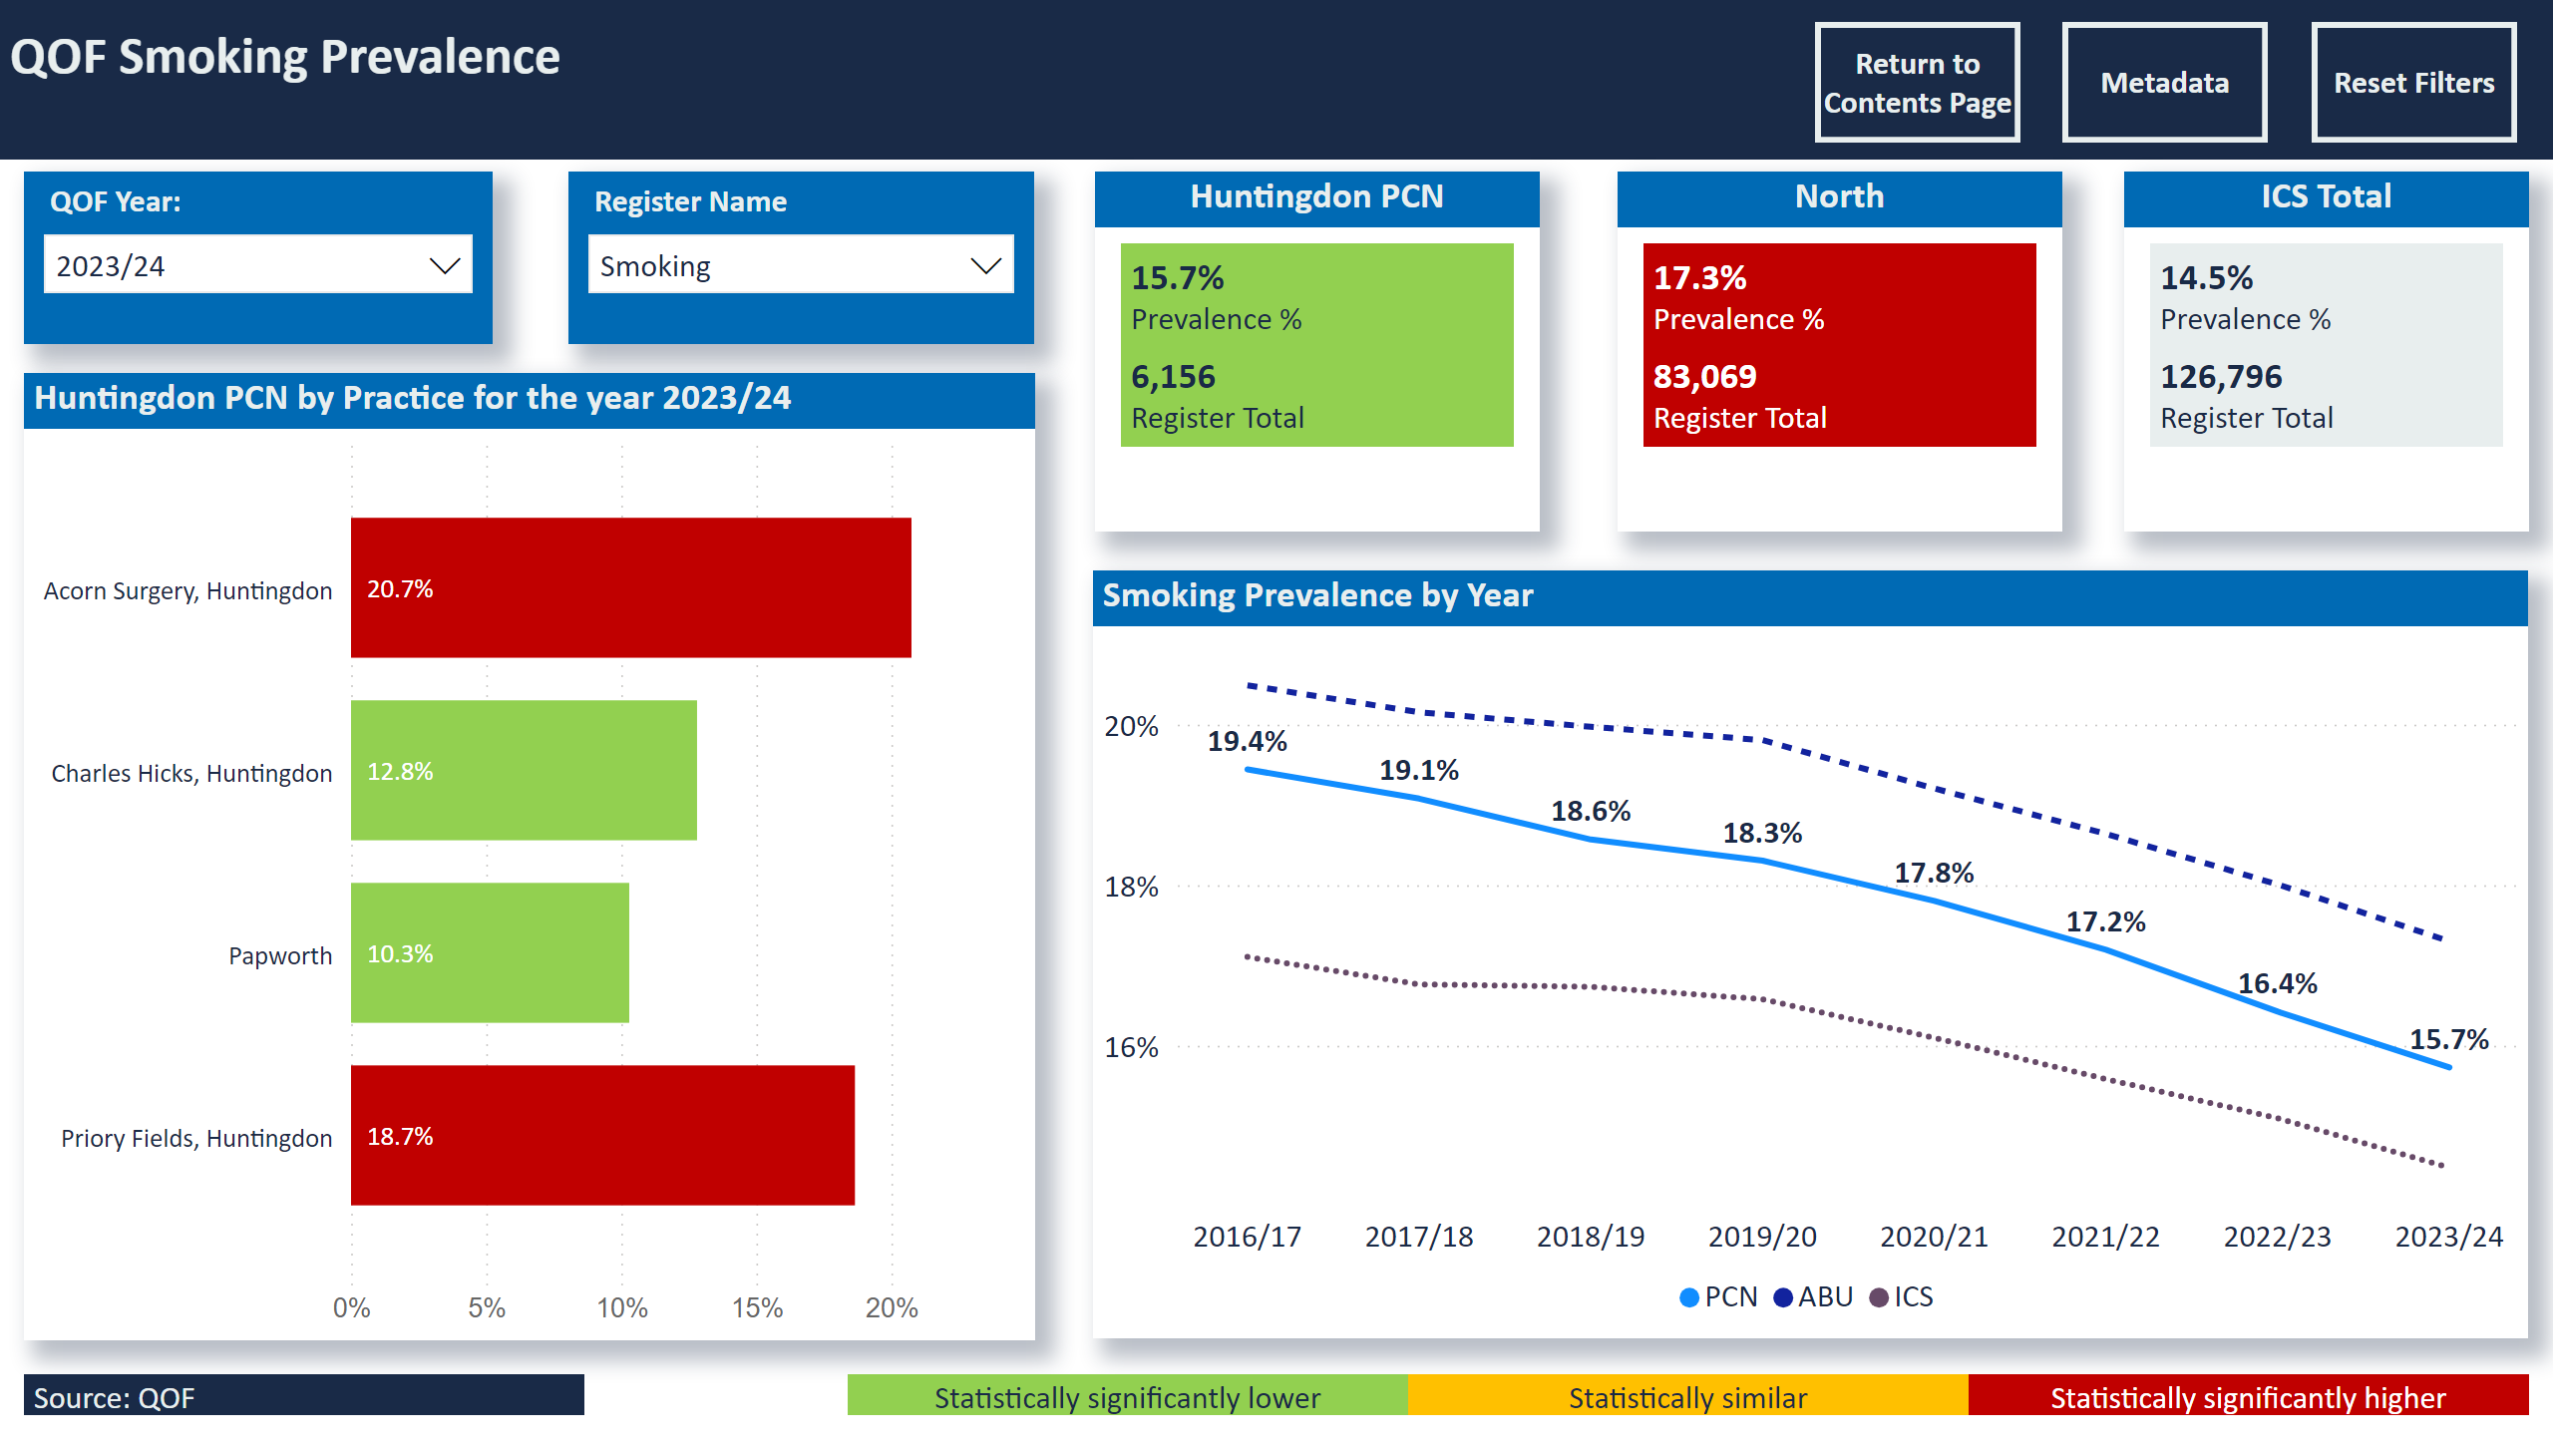 QOF Smoking Prevalence
Return to
Contents Page
Metadata
Reset Filters
QOF Year:
2023/24
Register Name
Smoking
Huntingdon PCN
15.7%
Prevalence %
6,156
Register Total
North
17.3%
Prevalence %
83,069
Register Total
ICS Total
14.5%
Prevalence %
126,796
Register Total
Huntingdon PCN by Practice for the year 2023/24
Acorn Surgery, Huntingdon
20.7%
Charles Hicks, Huntingdon
12.8%
Papworth
10.3%
Priory Fields, Huntingdon
18.7%
0% 5% 10% 15% 20%
Smoking Prevalence by Year
20%
18%
16%
19.4%
19.1%
18.6%
18.3%
17.8%
17.2%
16.4%
15.7%
2016/17 2017/18 2018/19 2019/20 2020/21 2021/22 2022/23 2023/24
PCN ABU ICS
Source: QOF
Statistically significantly lower
Statistically similar
Statistically significantly higher